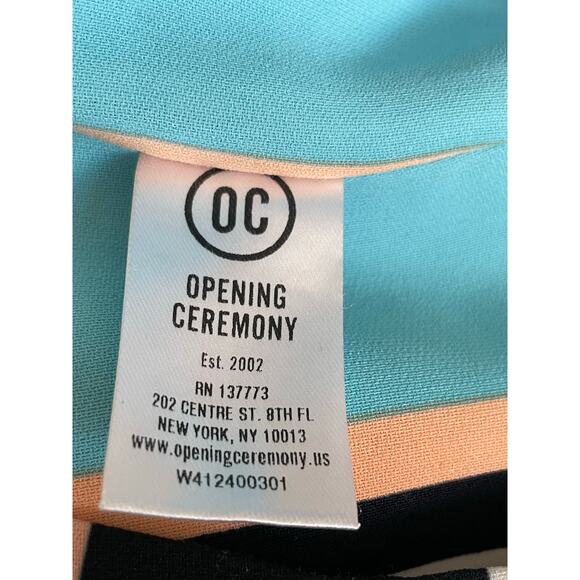 OC
OPENING
CEREMONY
Est. 2002
RN 137773
202 CENTRE ST. 8TH FL
NEW YORK, NY 10013
www.openingceremony.us
W412400301